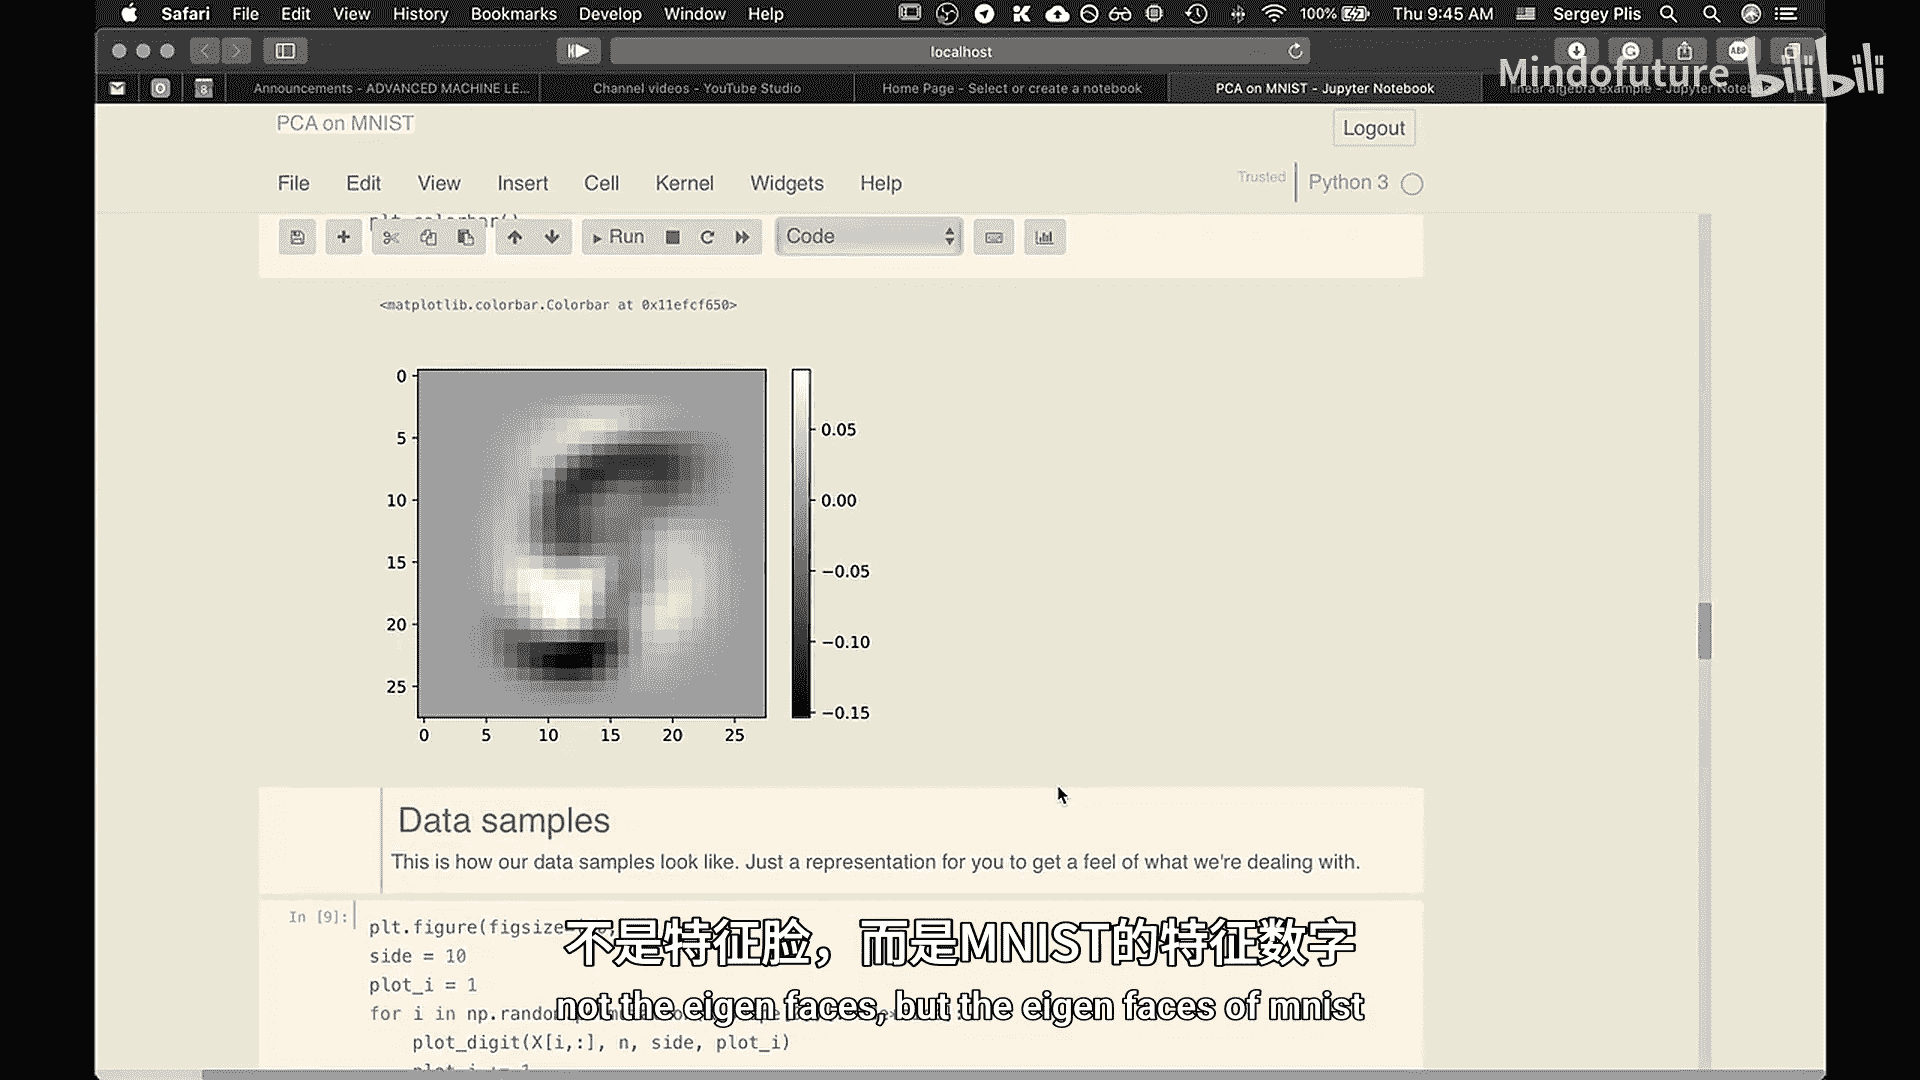 Safari File Edit View History Bookmarks Develop Window Help 100% Thu 9:45 AM Sergey Plis
localhost
Mindofuture bilibili
Announcements - ADVANCED MACHINE LE... Channel videos - YouTube Studio Home Page - Select or create a notebook PCA on MNIST - Jupyter Notebook linear algebra example - Jupyter
PCA on MNIST
Logout
File Edit View Insert Cell Kernel Widgets Help
Trusted Python 3
plt.colorbar()
Run Code
<matplotlib.colorbar.Colorbar at 0x11efcf650>
0
5
10
15
20
25
0 5 10 15 20 25
0.05
0.00
−0.05
−0.10
−0.15
Data samples
This is how our data samples look like. Just a representation for you to get a feel of what we're dealing with.
In [9]:
plt.figure(figsize
side = 10
plot_i = 1
for i in np.random
plot_digit(X[i,:], n, side, plot_i)
不是特征脸，而是MNIST的特征数字
not the eigen faces, but the eigen faces of mnist